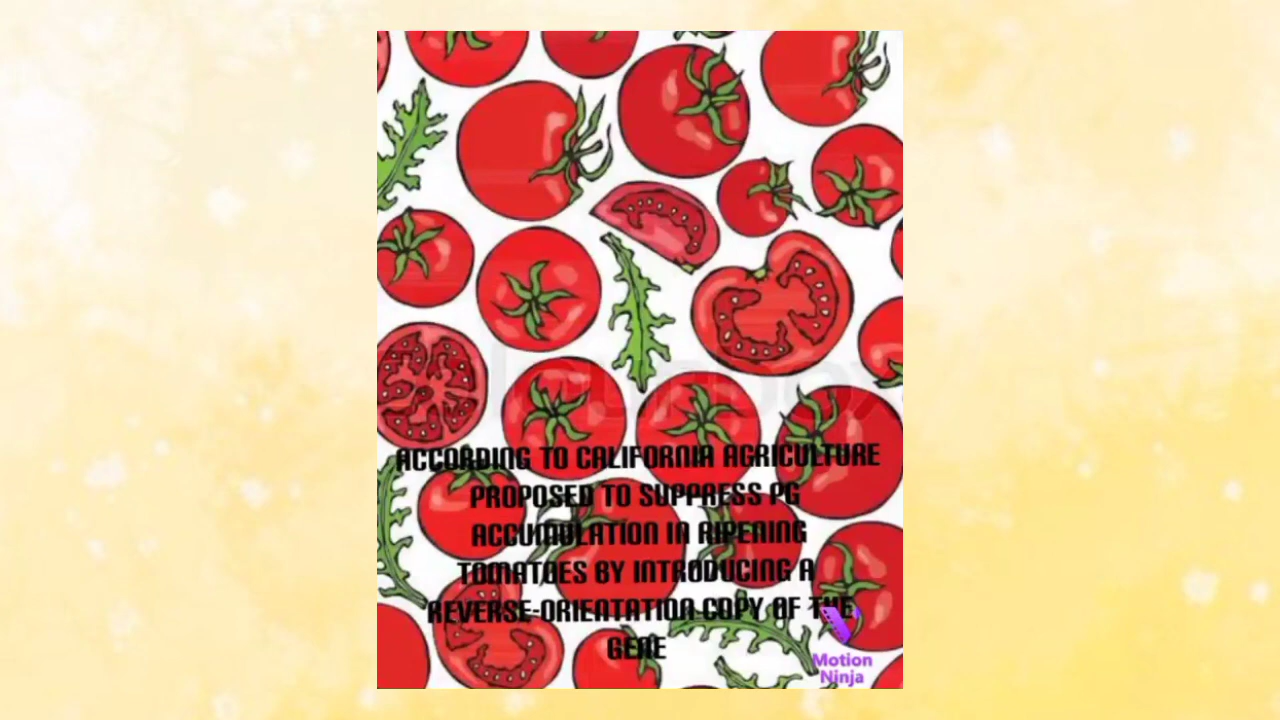 ACCORDING TO CALIFORNIA AGRICULTURE
PROPOSED TO SUPPRESS PG
ACCUMULATION IN RIPENING
TOMATOES BY INTRODUCING A
REVERSE-ORIENTATION COPY OF THE
GENE
Motion
Ninja